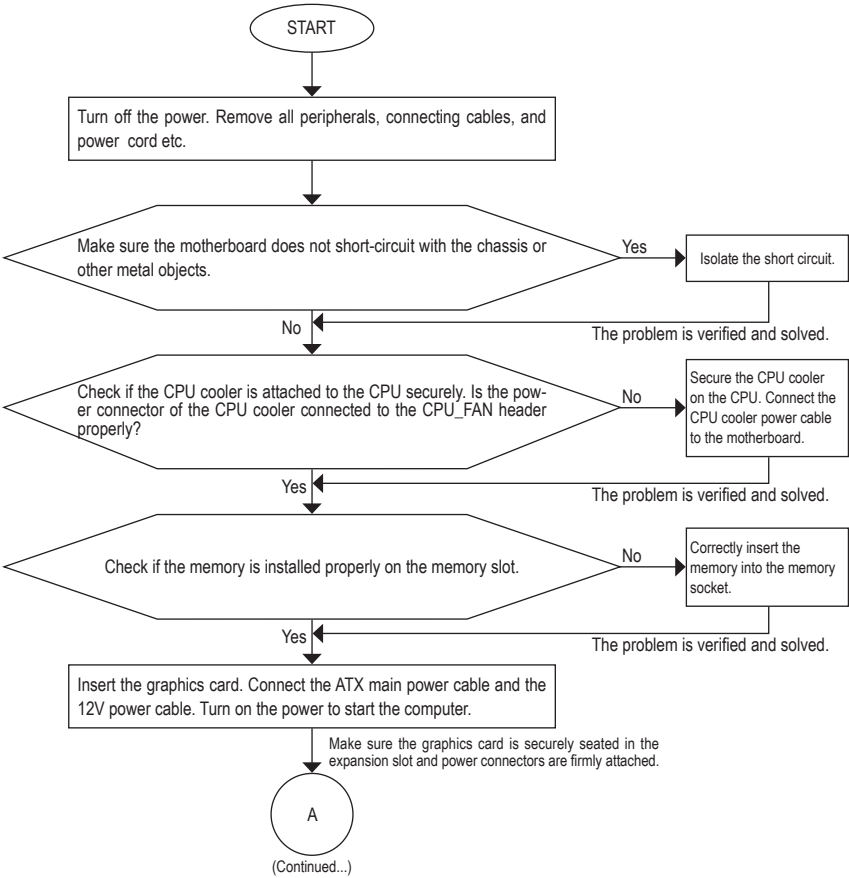 START
Turn off the power. Remove all peripherals, connecting cables, and
power cord etc.
Make sure the motherboard does not short-circuit with the chassis or
other metal objects.
Yes
Isolate the short circuit.
No
The problem is verified and solved.
Check if the CPU cooler is attached to the CPU securely. Is the pow-
er connector of the CPU cooler connected to the CPU_FAN header
properly?
No
Secure the CPU cooler
on the CPU. Connect the
CPU cooler power cable
to the motherboard.
Yes
The problem is verified and solved.
Check if the memory is installed properly on the memory slot.
No
Correctly insert the
memory into the memory
socket.
Yes
The problem is verified and solved.
Insert the graphics card. Connect the ATX main power cable and the
12V power cable. Turn on the power to start the computer.
Make sure the graphics card is securely seated in the
expansion slot and power connectors are firmly attached.
A
(Continued...)